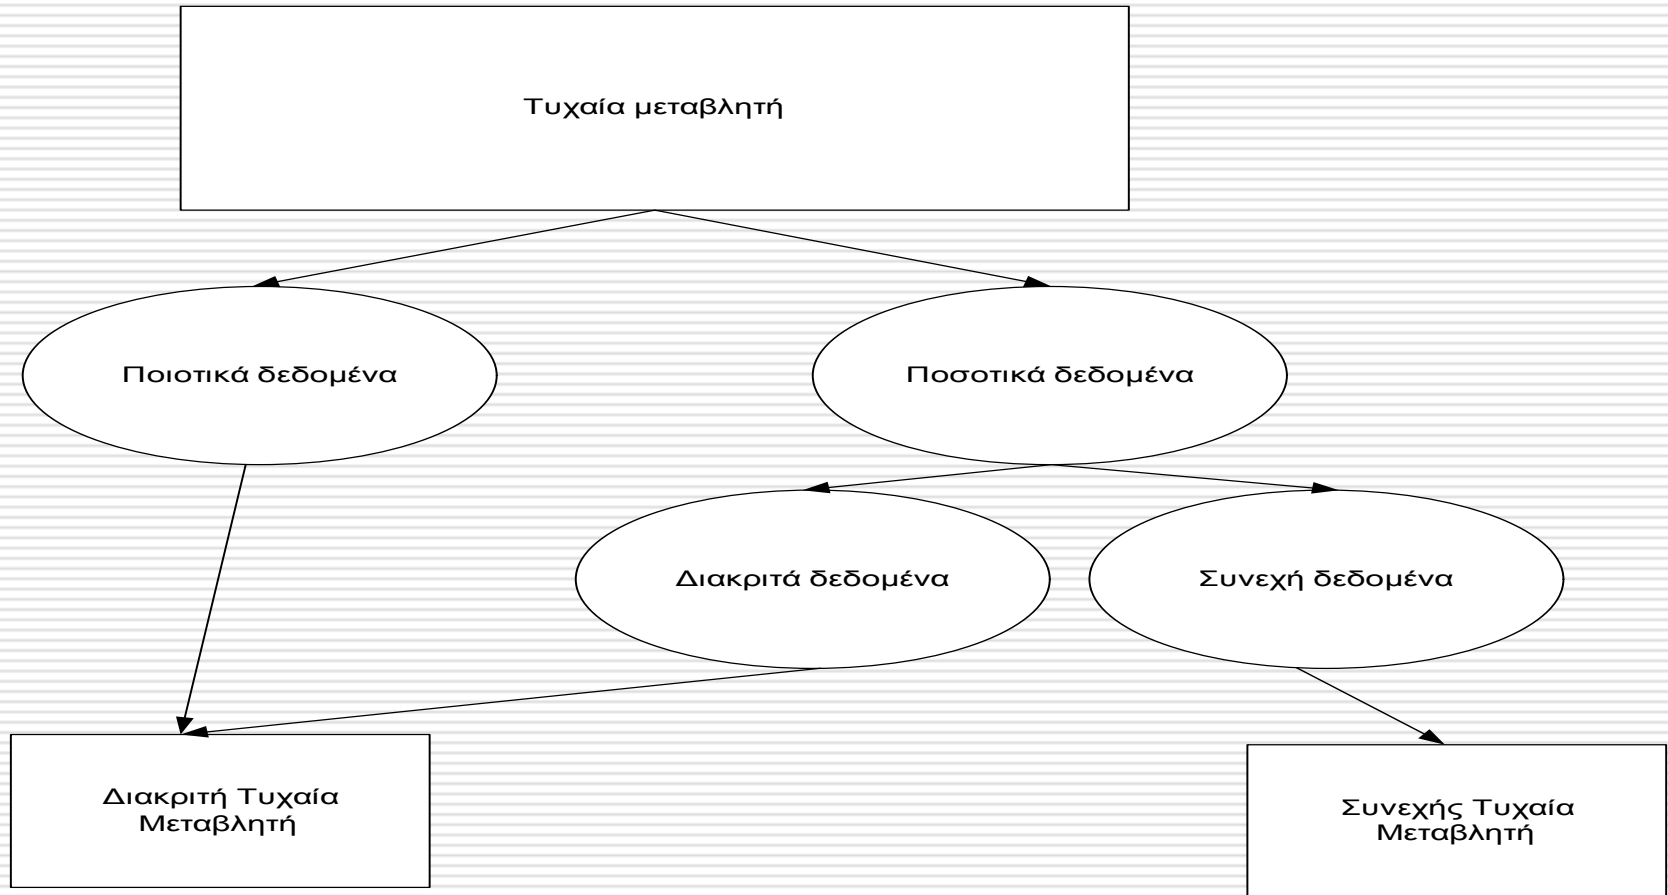 Τυχαία μεταβλητή
Ποιοτικά δεδομένα
Ποσοτικά δεδομένα
Διακριτά δεδομένα
Συνεχή δεδομένα
Διακριτή Τυχαία
Μεταβλητή
Συνεχής Τυχαία
Μεταβλητή